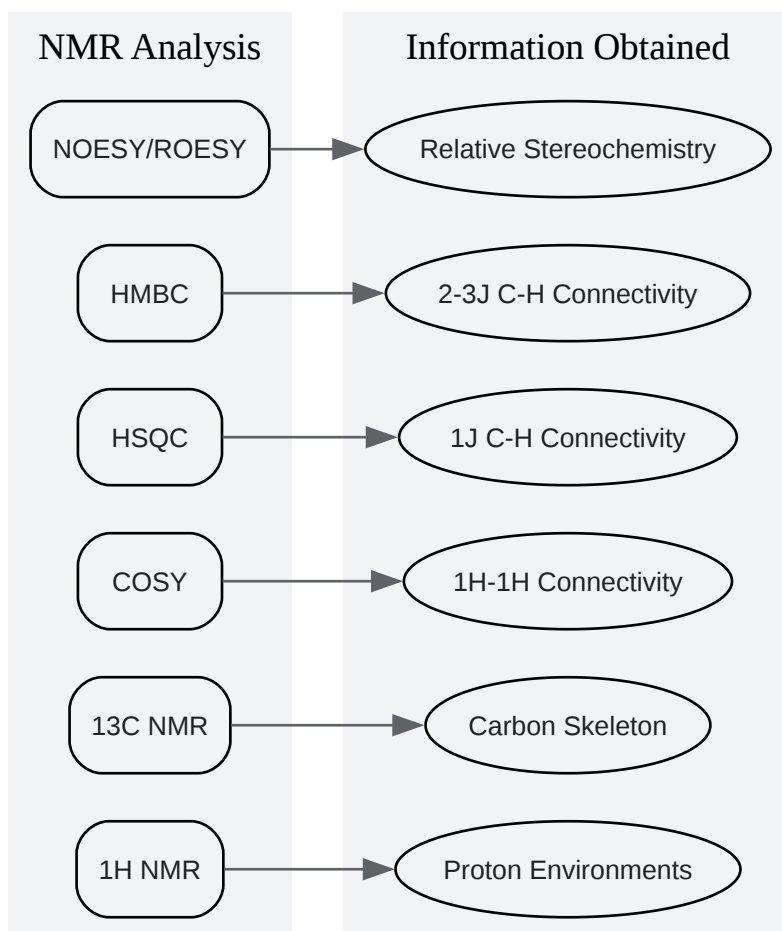 NMR Analysis
Information Obtained
NOESY/ROESY
Relative Stereochemistry
HMBC
2-3J C-H Connectivity
HSQC
1J C-H Connectivity
COSY
1H-1H Connectivity
13C NMR
Carbon Skeleton
1H NMR
Proton Environments